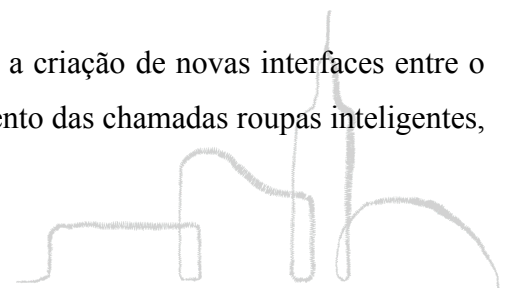 a criação de novas interfaces entre o
ento das chamadas roupas inteligentes,